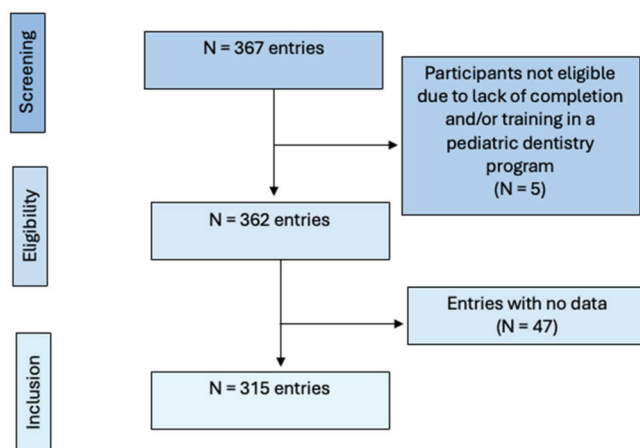 Screening
N = 367 entries
Participants not eligible
due to lack of completion
and/or training in a
pediatric dentistry
program
(N = 5)
Eligibility
N = 362 entries
Entries with no data
(N = 47)
Inclusion
N = 315 entries